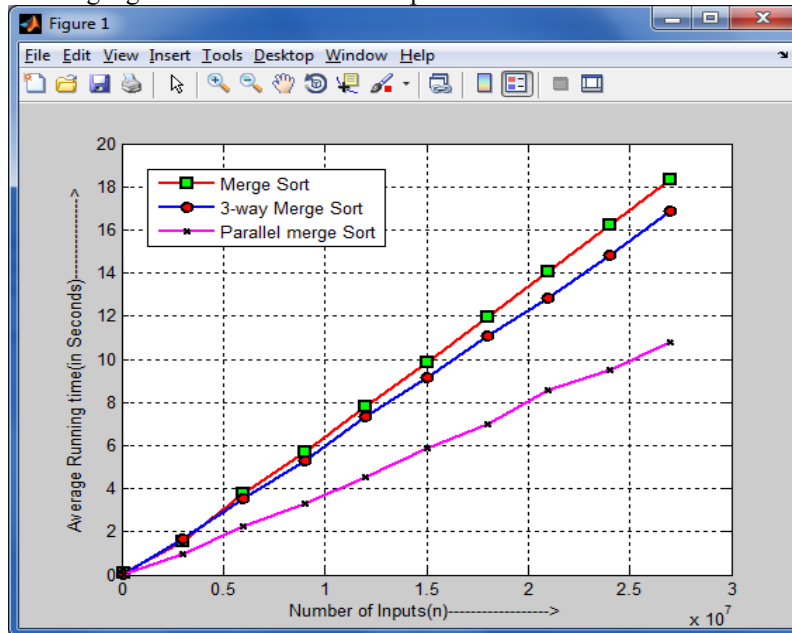 Figure 1
File Edit View Insert Tools Desktop Window Help
20
18
16
14
12
10
8
6
4
2
0
Average Running time(in Seconds)--------------->
Merge Sort
3-way Merge Sort
Parallel merge Sort
0 0.5 1 1.5 2 2.5 3
x 10^7
Number of Inputs(n)------------------>